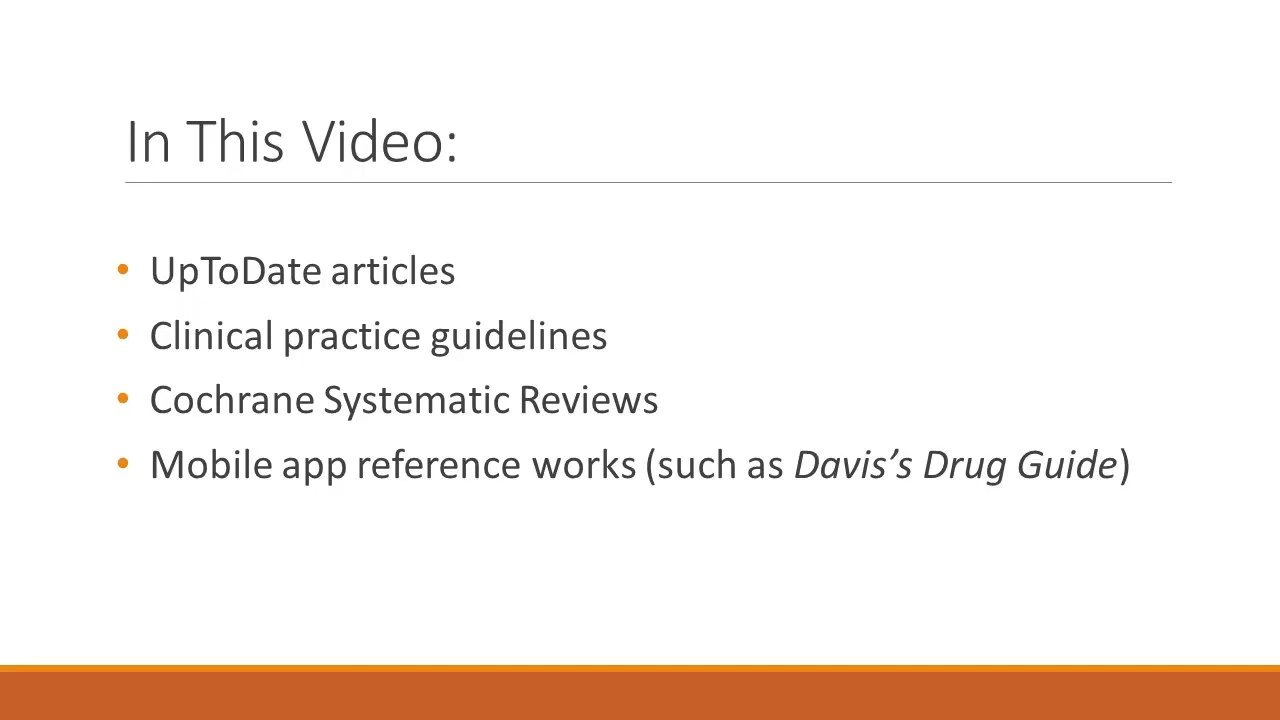 In This Video:
• UpToDate articles
• Clinical practice guidelines
• Cochrane Systematic Reviews
• Mobile app reference works (such as Davis’s Drug Guide)